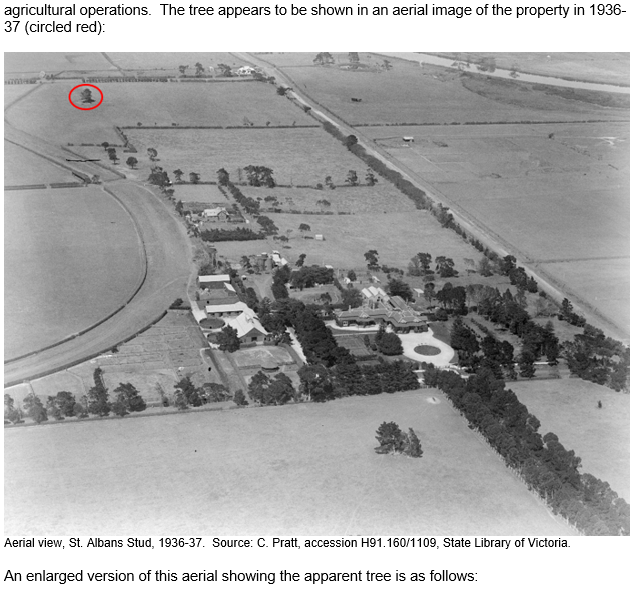 agricultural operations.  The tree appears to be shown in an aerial image of the property in 1936-
37 (circled red):
Aerial view, St. Albans Stud, 1936-37.  Source: C. Pratt, accession H91.160/1109, State Library of Victoria.
An enlarged version of this aerial showing the apparent tree is as follows: